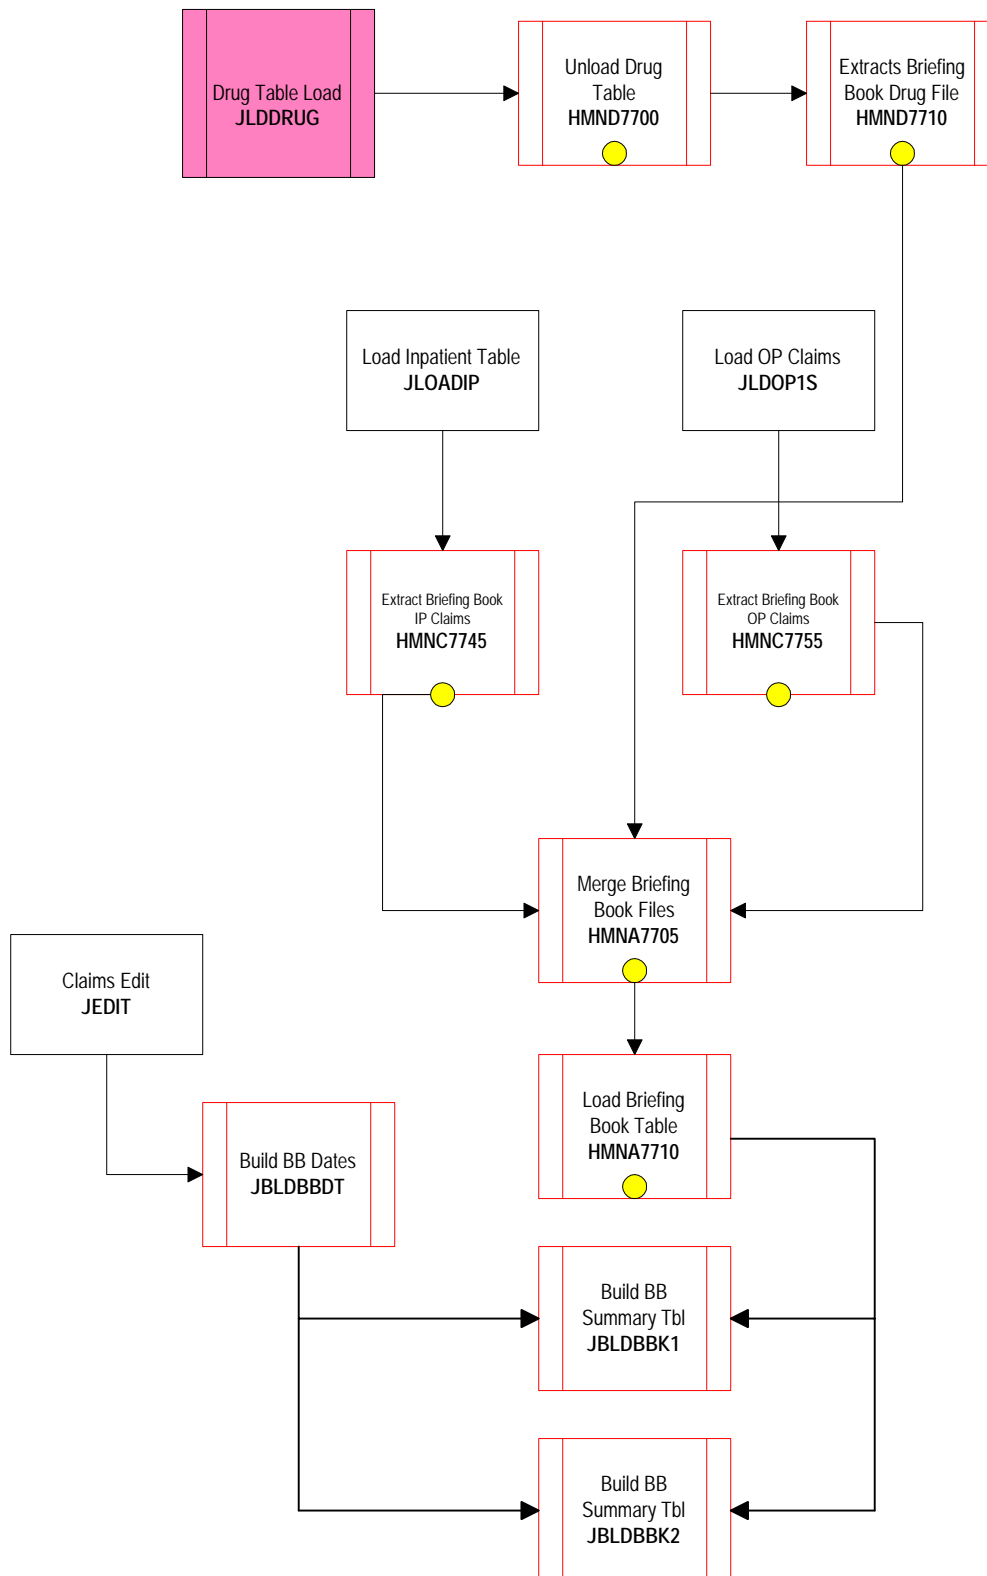 Drug Table Load
JLDDRUG
Unload Drug
Table
HMND7700
Extracts Briefing
Book Drug File
HMND7710
Load Inpatient Table
JLOADIP
Load OP Claims
JLDOP1S
Extract Briefing Book
IP Claims
HMNC7745
Extract Briefing Book
OP Claims
HMNC7755
Merge Briefing
Book Files
HMNA7705
Claims Edit
JEDIT
Load Briefing
Book Table
HMNA7710
Build BB Dates
JBLDBBDT
Build BB
Summary Tbl
JBLDBBK1
Build BB
Summary Tbl
JBLDBBK2